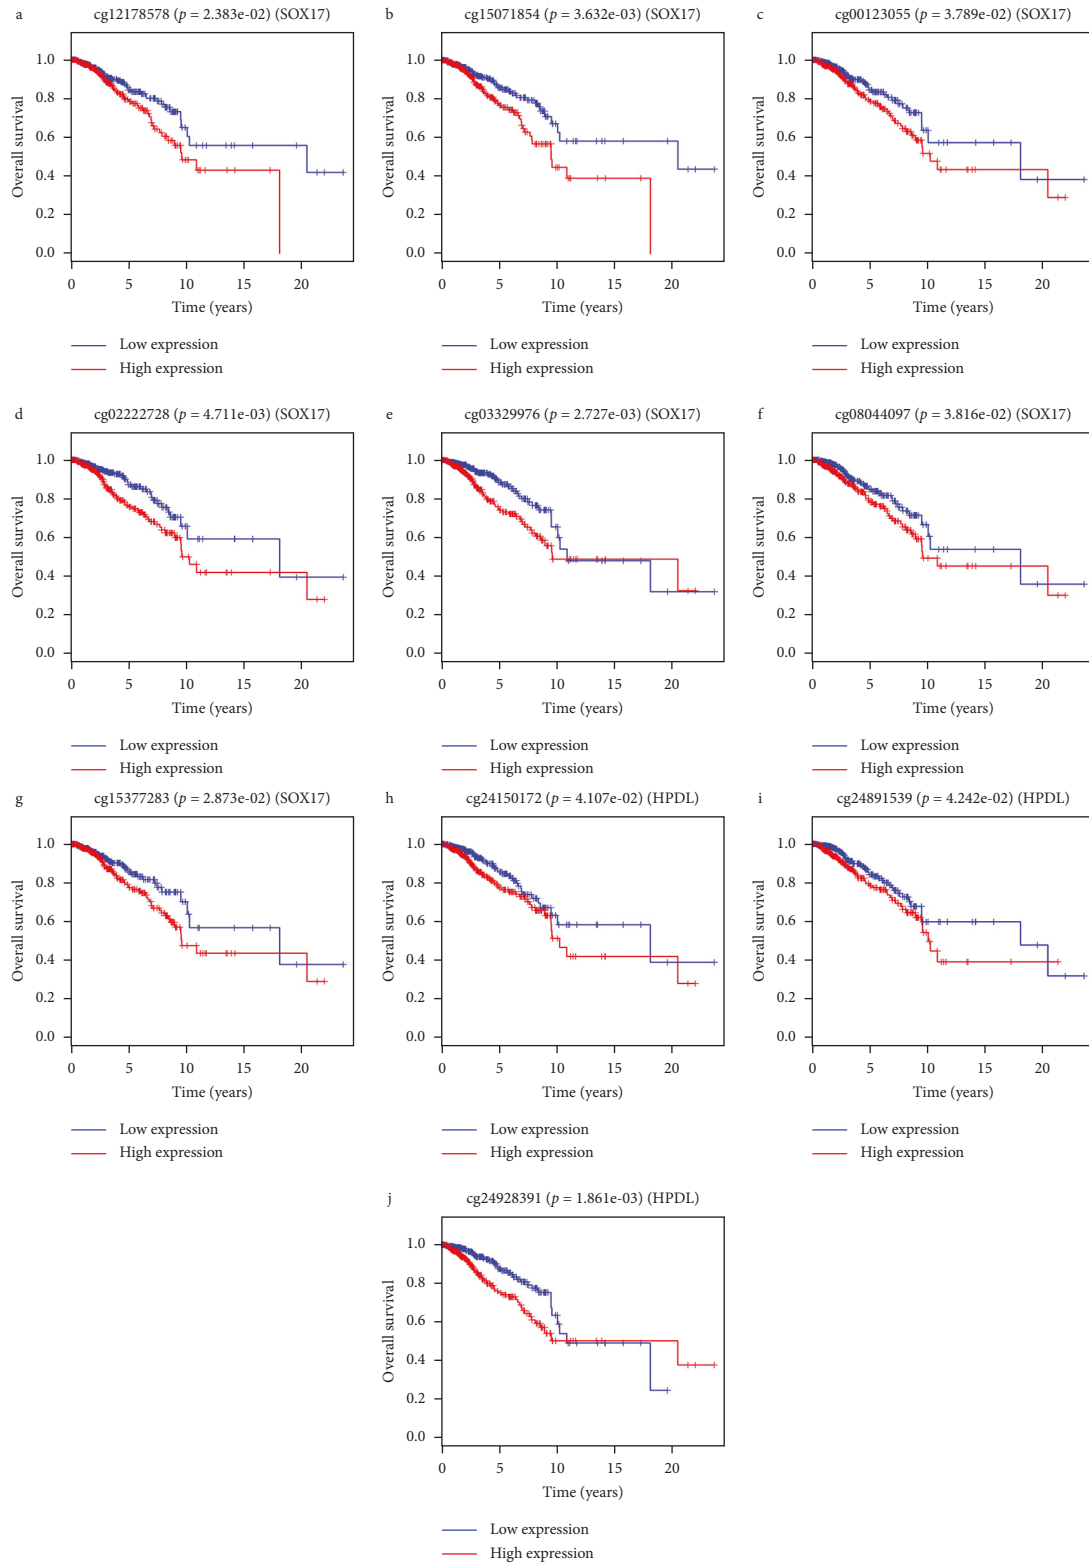 a cg12178578 (p = 2.383e-02) (SOX17)
Overall survival
1.0
0.8
0.6
0.4
0.2
0.0
0 5 10 15 20
Time (years)
Low expression
High expression
b cg15071854 (p = 3.632e-03) (SOX17)
Overall survival
1.0
0.8
0.6
0.4
0.2
0.0
0 5 10 15 20
Time (years)
Low expression
High expression
c cg00123055 (p = 3.789e-02) (SOX17)
Overall survival
1.0
0.8
0.6
0.4
0.2
0.0
0 5 10 15 20
Time (years)
Low expression
High expression
d cg02222728 (p = 4.711e-03) (SOX17)
Overall survival
1.0
0.8
0.6
0.4
0.2
0.0
0 5 10 15 20
Time (years)
Low expression
High expression
e cg03329976 (p = 2.727e-03) (SOX17)
Overall survival
1.0
0.8
0.6
0.4
0.2
0.0
0 5 10 15 20
Time (years)
Low expression
High expression
f cg08044097 (p = 3.816e-02) (SOX17)
Overall survival
1.0
0.8
0.6
0.4
0.2
0.0
0 5 10 15 20
Time (years)
Low expression
High expression
g cg15377283 (p = 2.873e-02) (SOX17)
Overall survival
1.0
0.8
0.6
0.4
0.2
0.0
0 5 10 15 20
Time (years)
Low expression
High expression
h cg24150172 (p = 4.107e-02) (HPDL)
Overall survival
1.0
0.8
0.6
0.4
0.2
0.0
0 5 10 15 20
Time (years)
Low expression
High expression
i cg24891539 (p = 4.242e-02) (HPDL)
Overall survival
1.0
0.8
0.6
0.4
0.2
0.0
0 5 10 15 20
Time (years)
Low expression
High expression
j cg24928391 (p = 1.861e-03) (HPDL)
Overall survival
1.0
0.8
0.6
0.4
0.2
0.0
0 5 10 15 20
Time (years)
Low expression
High expression